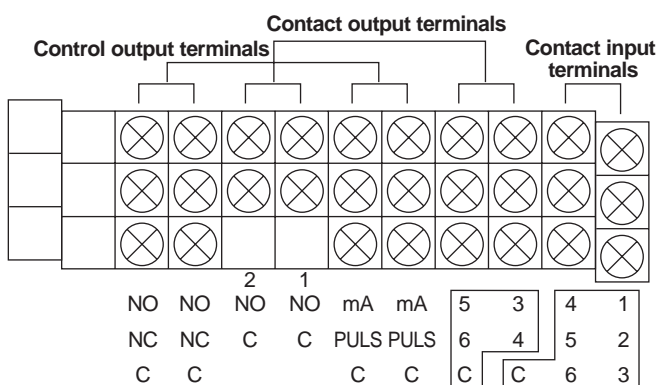 Contact output terminals
Control output terminals
Contact input
terminals
2 1
NO NO NO NO mA mA 5 3 4 1
NC NC C C PULS PULS 6 4 5 2
C C C C C C 6 3